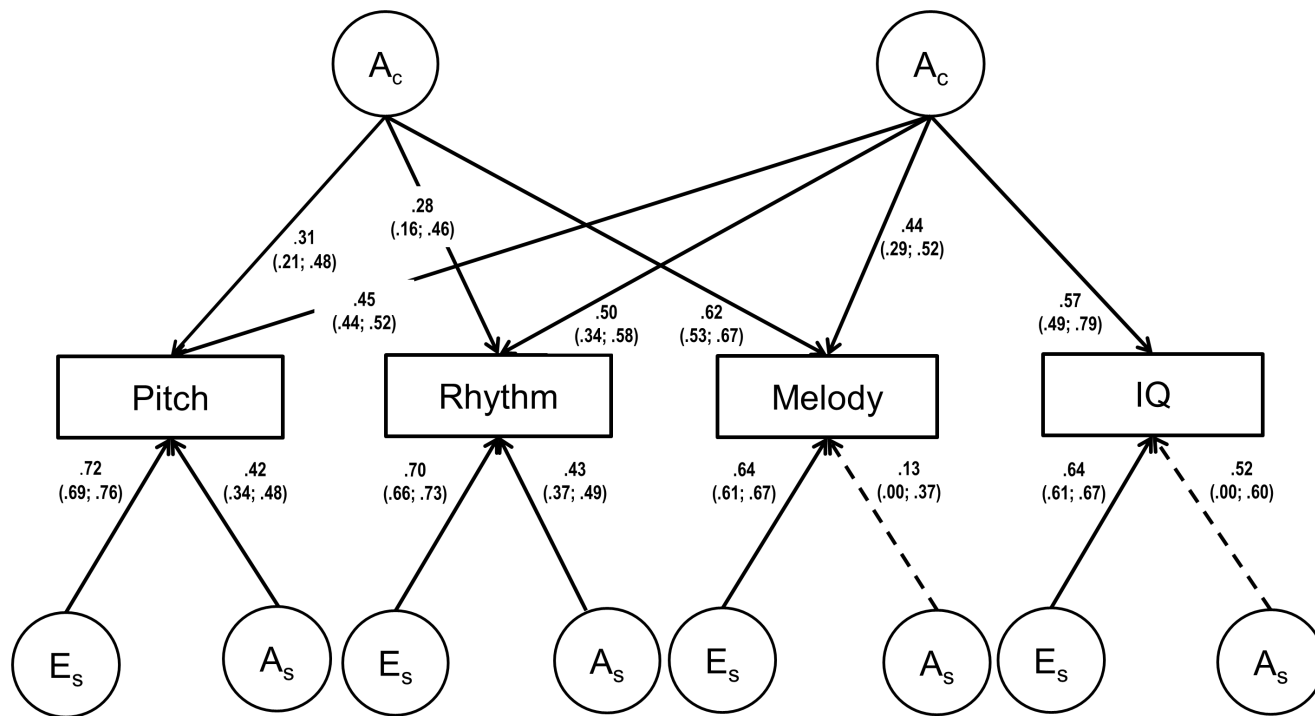 A_c
A_c
.28
(.16; .46)
.31
(.21; .48)
.44
(.29; .52)
.45
(.44; .52)
.50
(.34; .58)
.62
(.53; .67)
.57
(.49; .79)
Pitch
Rhythm
Melody
IQ
.72
(.69; .76)
.42
(.34; .48)
.70
(.66; .73)
.43
(.37; .49)
.64
(.61; .67)
.13
(.00; .37)
.64
(.61; .67)
.52
(.00; .60)
E_s
A_s
E_s
A_s
E_s
A_s
E_s
A_s